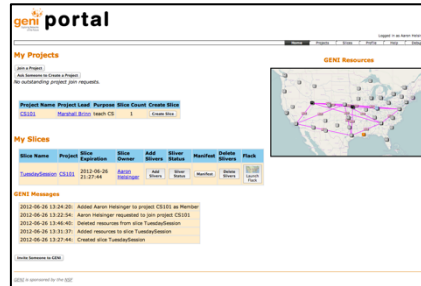 geni portal
Logged in as Aaron Helsinger
Home Projects Slices Profile Help Debug
My Projects
GENI Resources
Join a Project
Ask Someone to Create a Project
No outstanding project join requests.
Project Name Project Lead Purpose Slice Count Create Slice
CS101 Marshall Brinn teach CS 1 Create Slice
My Slices
Slice Name Project Slice Expiration Slice Owner Add Slivers Sliver Status Manifest Delete Slivers Flack
TuesdaySession CS101 2012-06-26 21:27:44 Aaron Helsinger Add Slivers Sliver Status Manifest Delete Slivers Launch Flack
GENI Messages
2012-06-26 13:24:20: Added Aaron Helsinger to project CS101 as Member
2012-06-26 13:22:54: Aaron Helsinger requested to join project CS101
2012-06-26 13:46:40: Deleted resources from slice TuesdaySession
2012-06-26 13:31:37: Added resources to slice TuesdaySession
2012-06-26 13:27:44: Created slice TuesdaySession
Invite Someone to GENI
GENI is sponsored by the NSF